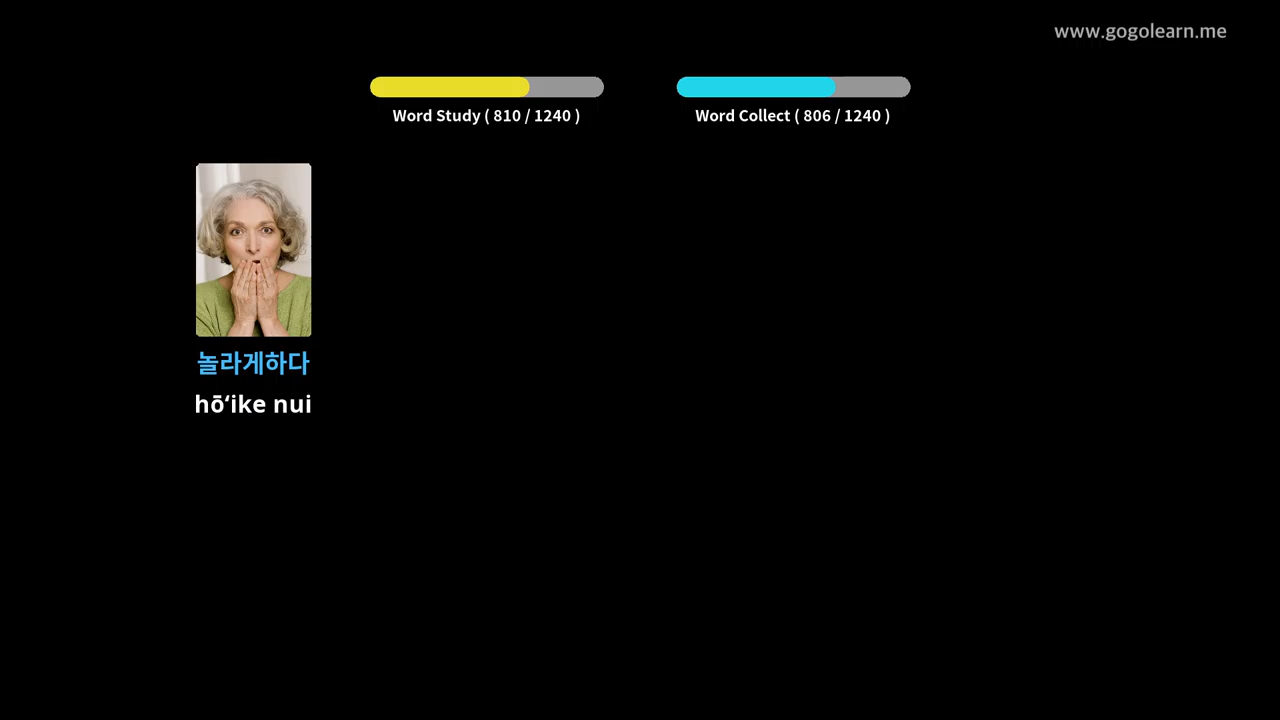 www.gogolearn.me
Word Study ( 810 / 1240 )
Word Collect ( 806 / 1240 )
놀라게하다
hōʻike nui